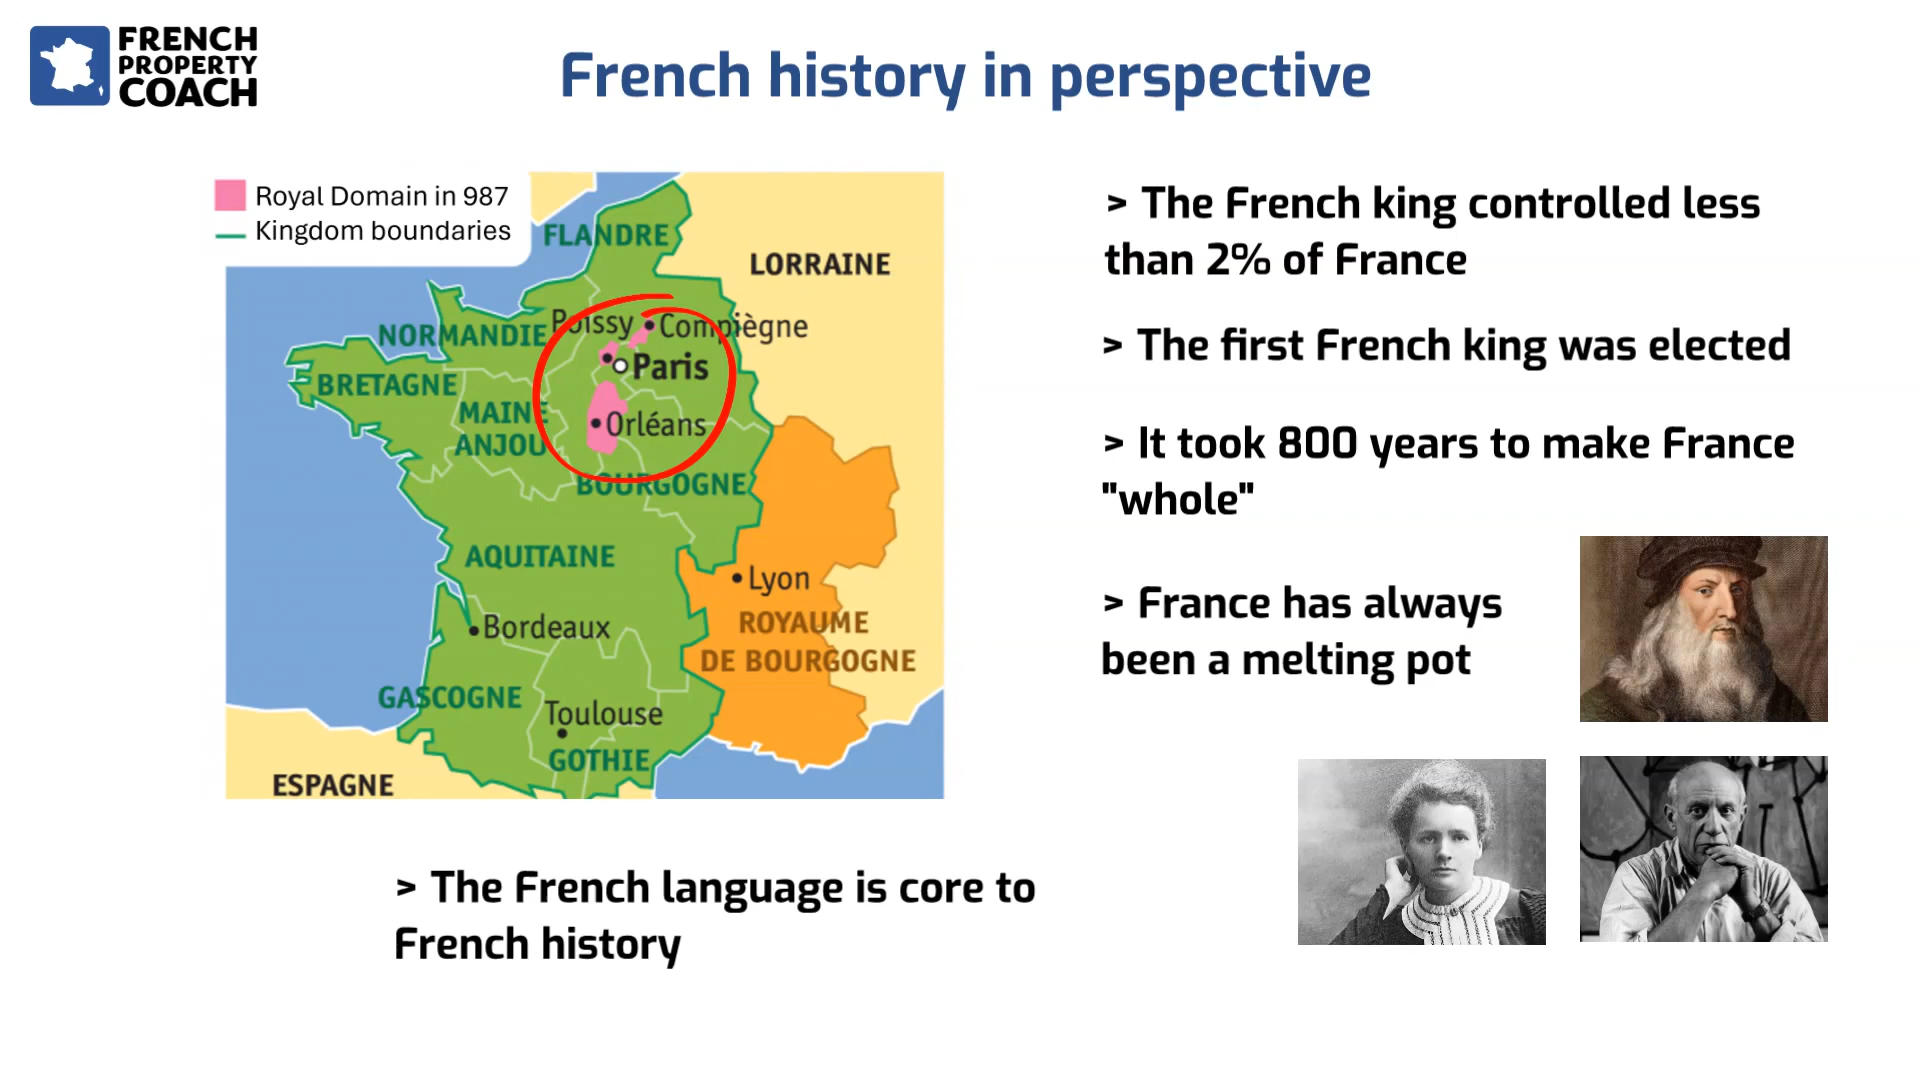 FRENCH
PROPERTY
COACH
French history in perspective
Royal Domain in 987
Kingdom boundaries
FLANDRE
LORRAINE
Poissy
Compiègne
NORMANDIE
Paris
BRETAGNE
MAINE
ANJOU
Orléans
BOURGOGNE
AQUITAINE
Lyon
Bordeaux
ROYAUME
DE BOURGOGNE
GASCOGNE
Toulouse
GOTHIE
ESPAGNE
> The French king controlled less
than 2% of France
> The first French king was elected
> It took 800 years to make France
"whole"
> France has always
been a melting pot
> The French language is core to
French history